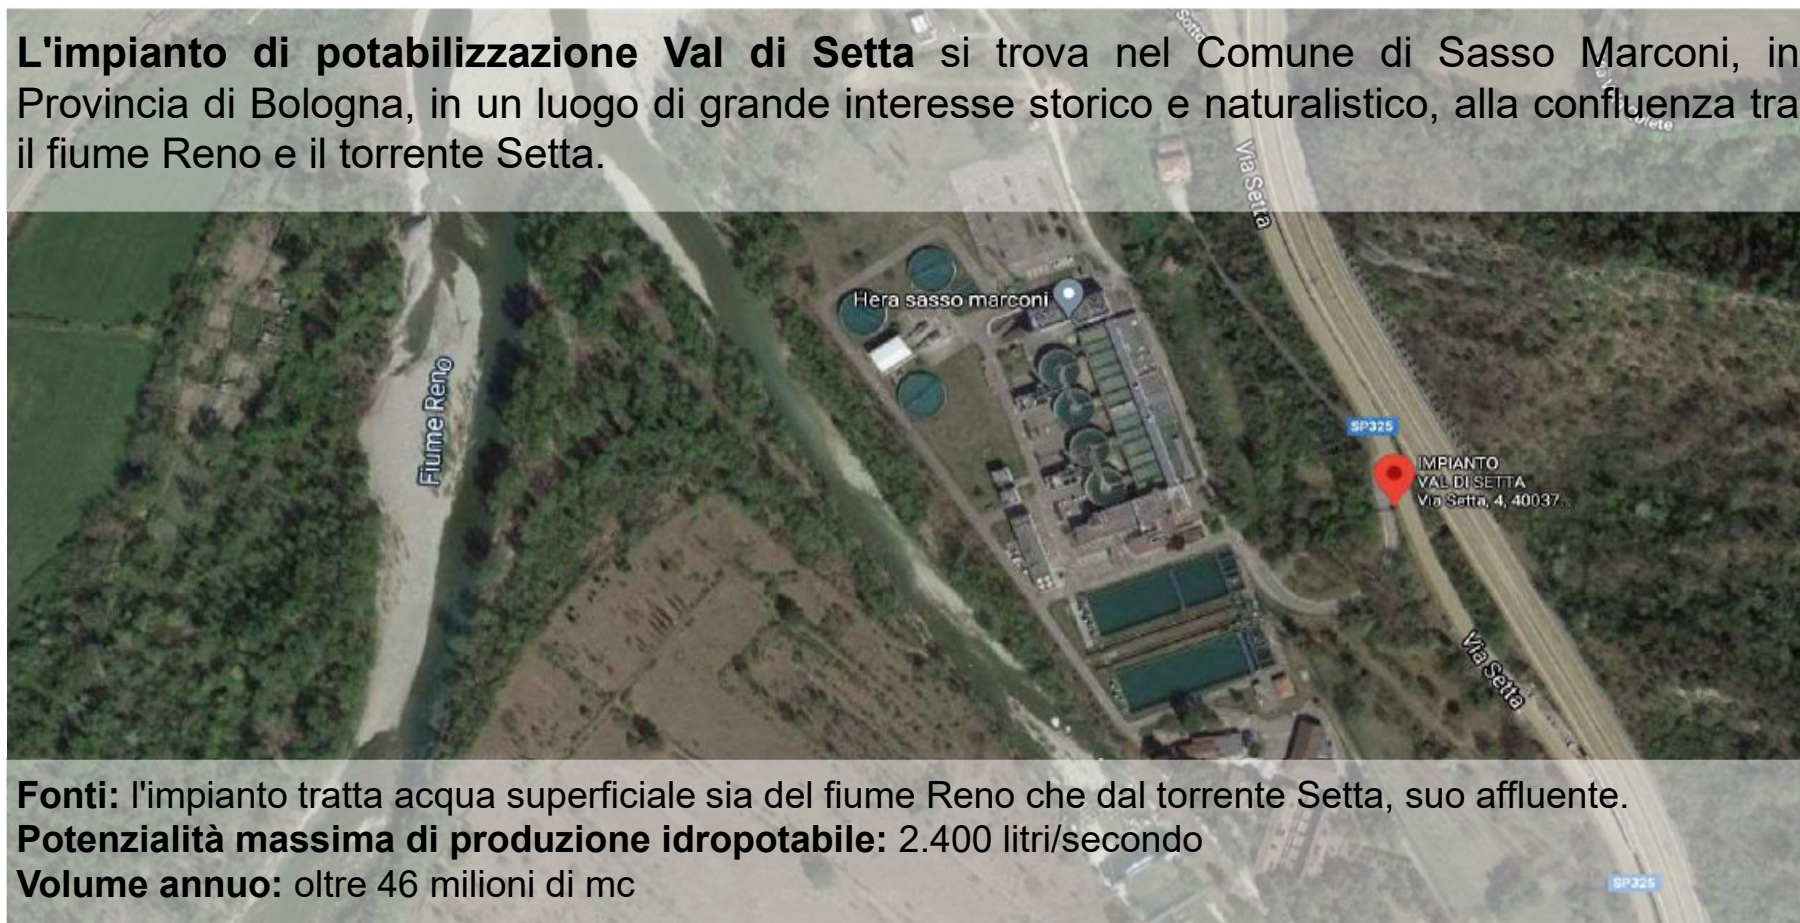 L'impianto di potabilizzazione Val di Setta si trova nel Comune di Sasso Marconi, in
Provincia di Bologna, in un luogo di grande interesse storico e naturalistico, alla confluenza tra
il fiume Reno e il torrente Setta.
Via Setta
Hera sasso marconi
Fiume Reno
SP325
IMPIANTO
VAL DI SETTA
Via Setta, 4, 40037...
Via Setta
Fonti: l'impianto tratta acqua superficiale sia del fiume Reno che dal torrente Setta, suo affluente.
Potenzialità massima di produzione idropotabile: 2.400 litri/secondo
Volume annuo: oltre 46 milioni di mc
SP325